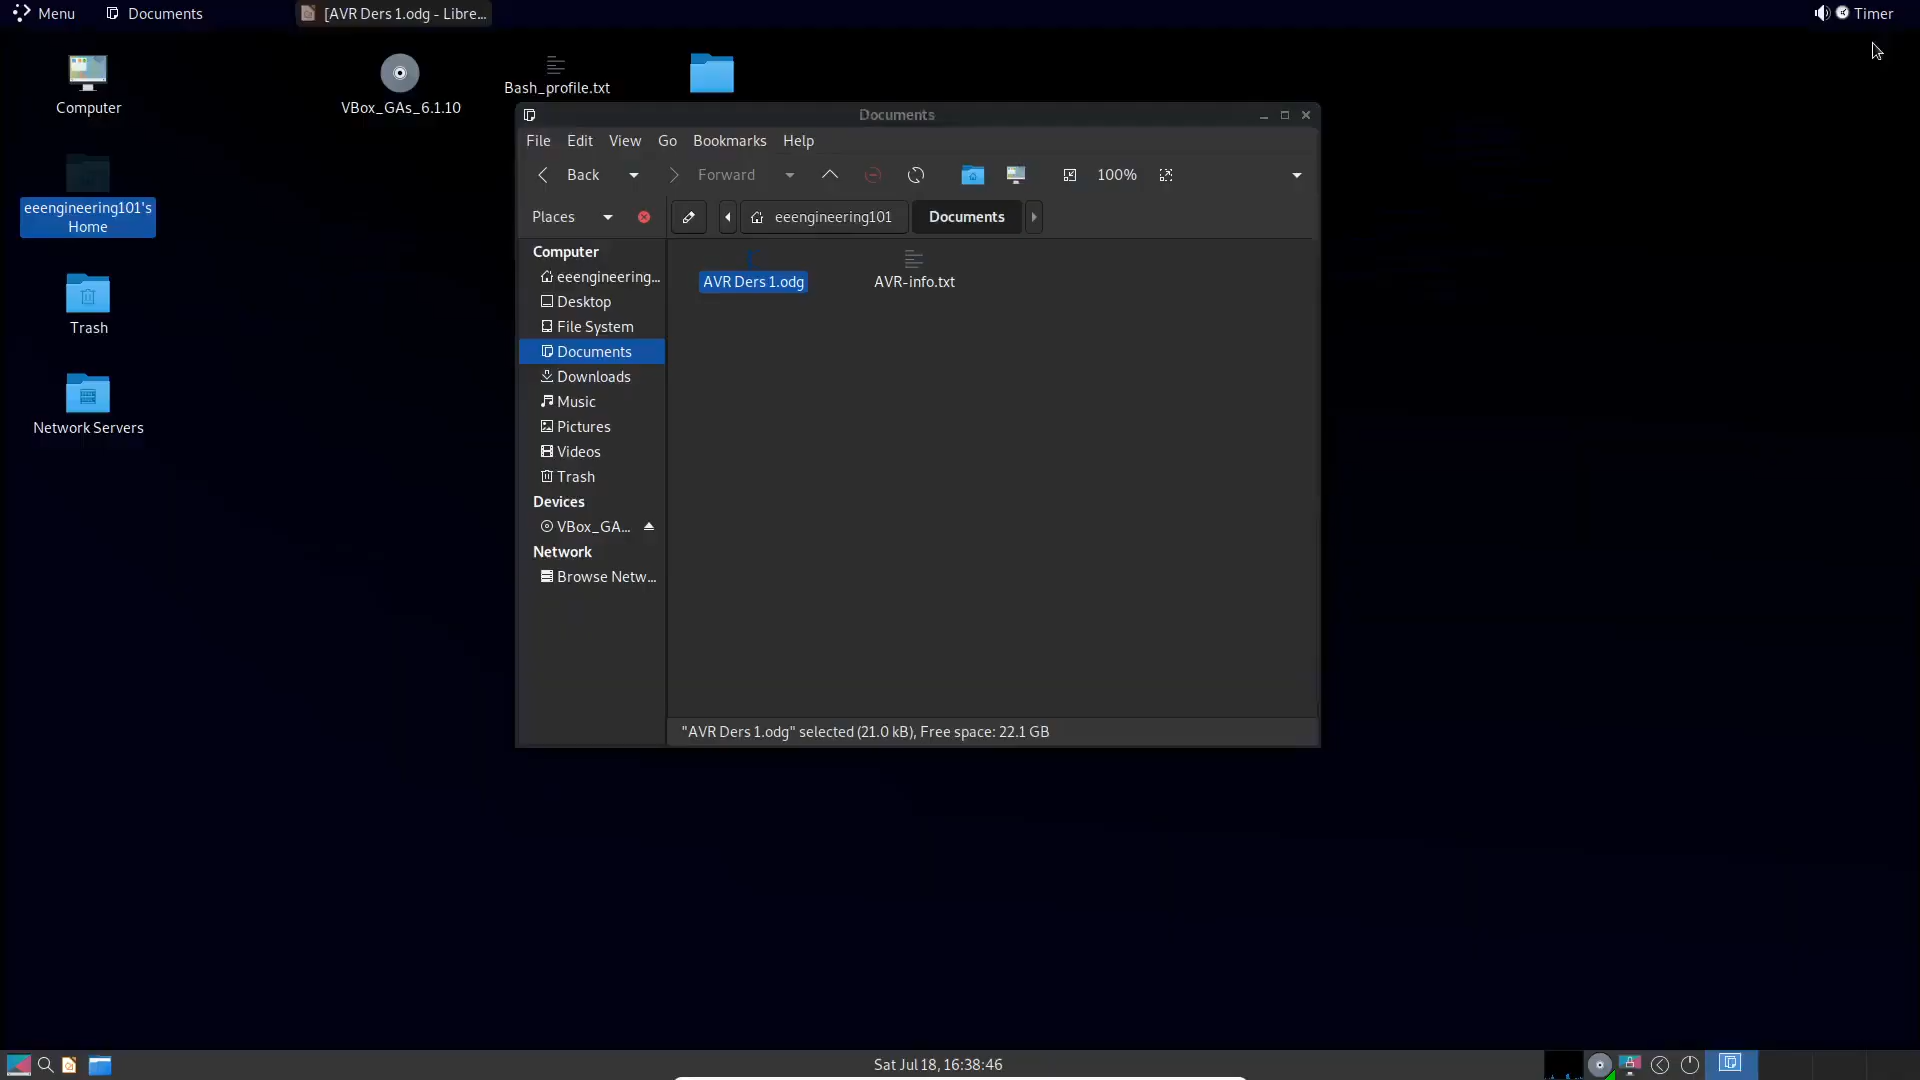 Menu
Documents
[AVR Ders 1.odg - Libre...
Timer
Computer
VBox_GAs_6.1.10
Bash_profile.txt
eeengineering101's
Home
Trash
Network Servers
Documents
File Edit View Go Bookmarks Help
Back Forward 100%
Places
eeengineering101 Documents
Computer
eeengineering...
Desktop
File System
Documents
Downloads
Music
Pictures
Videos
Trash
Devices
VBox_GA...
Network
Browse Netw...
AVR Ders 1.odg
AVR-info.txt
"AVR Ders 1.odg" selected (21.0 kB), Free space: 22.1 GB
Sat Jul 18, 16:38:46